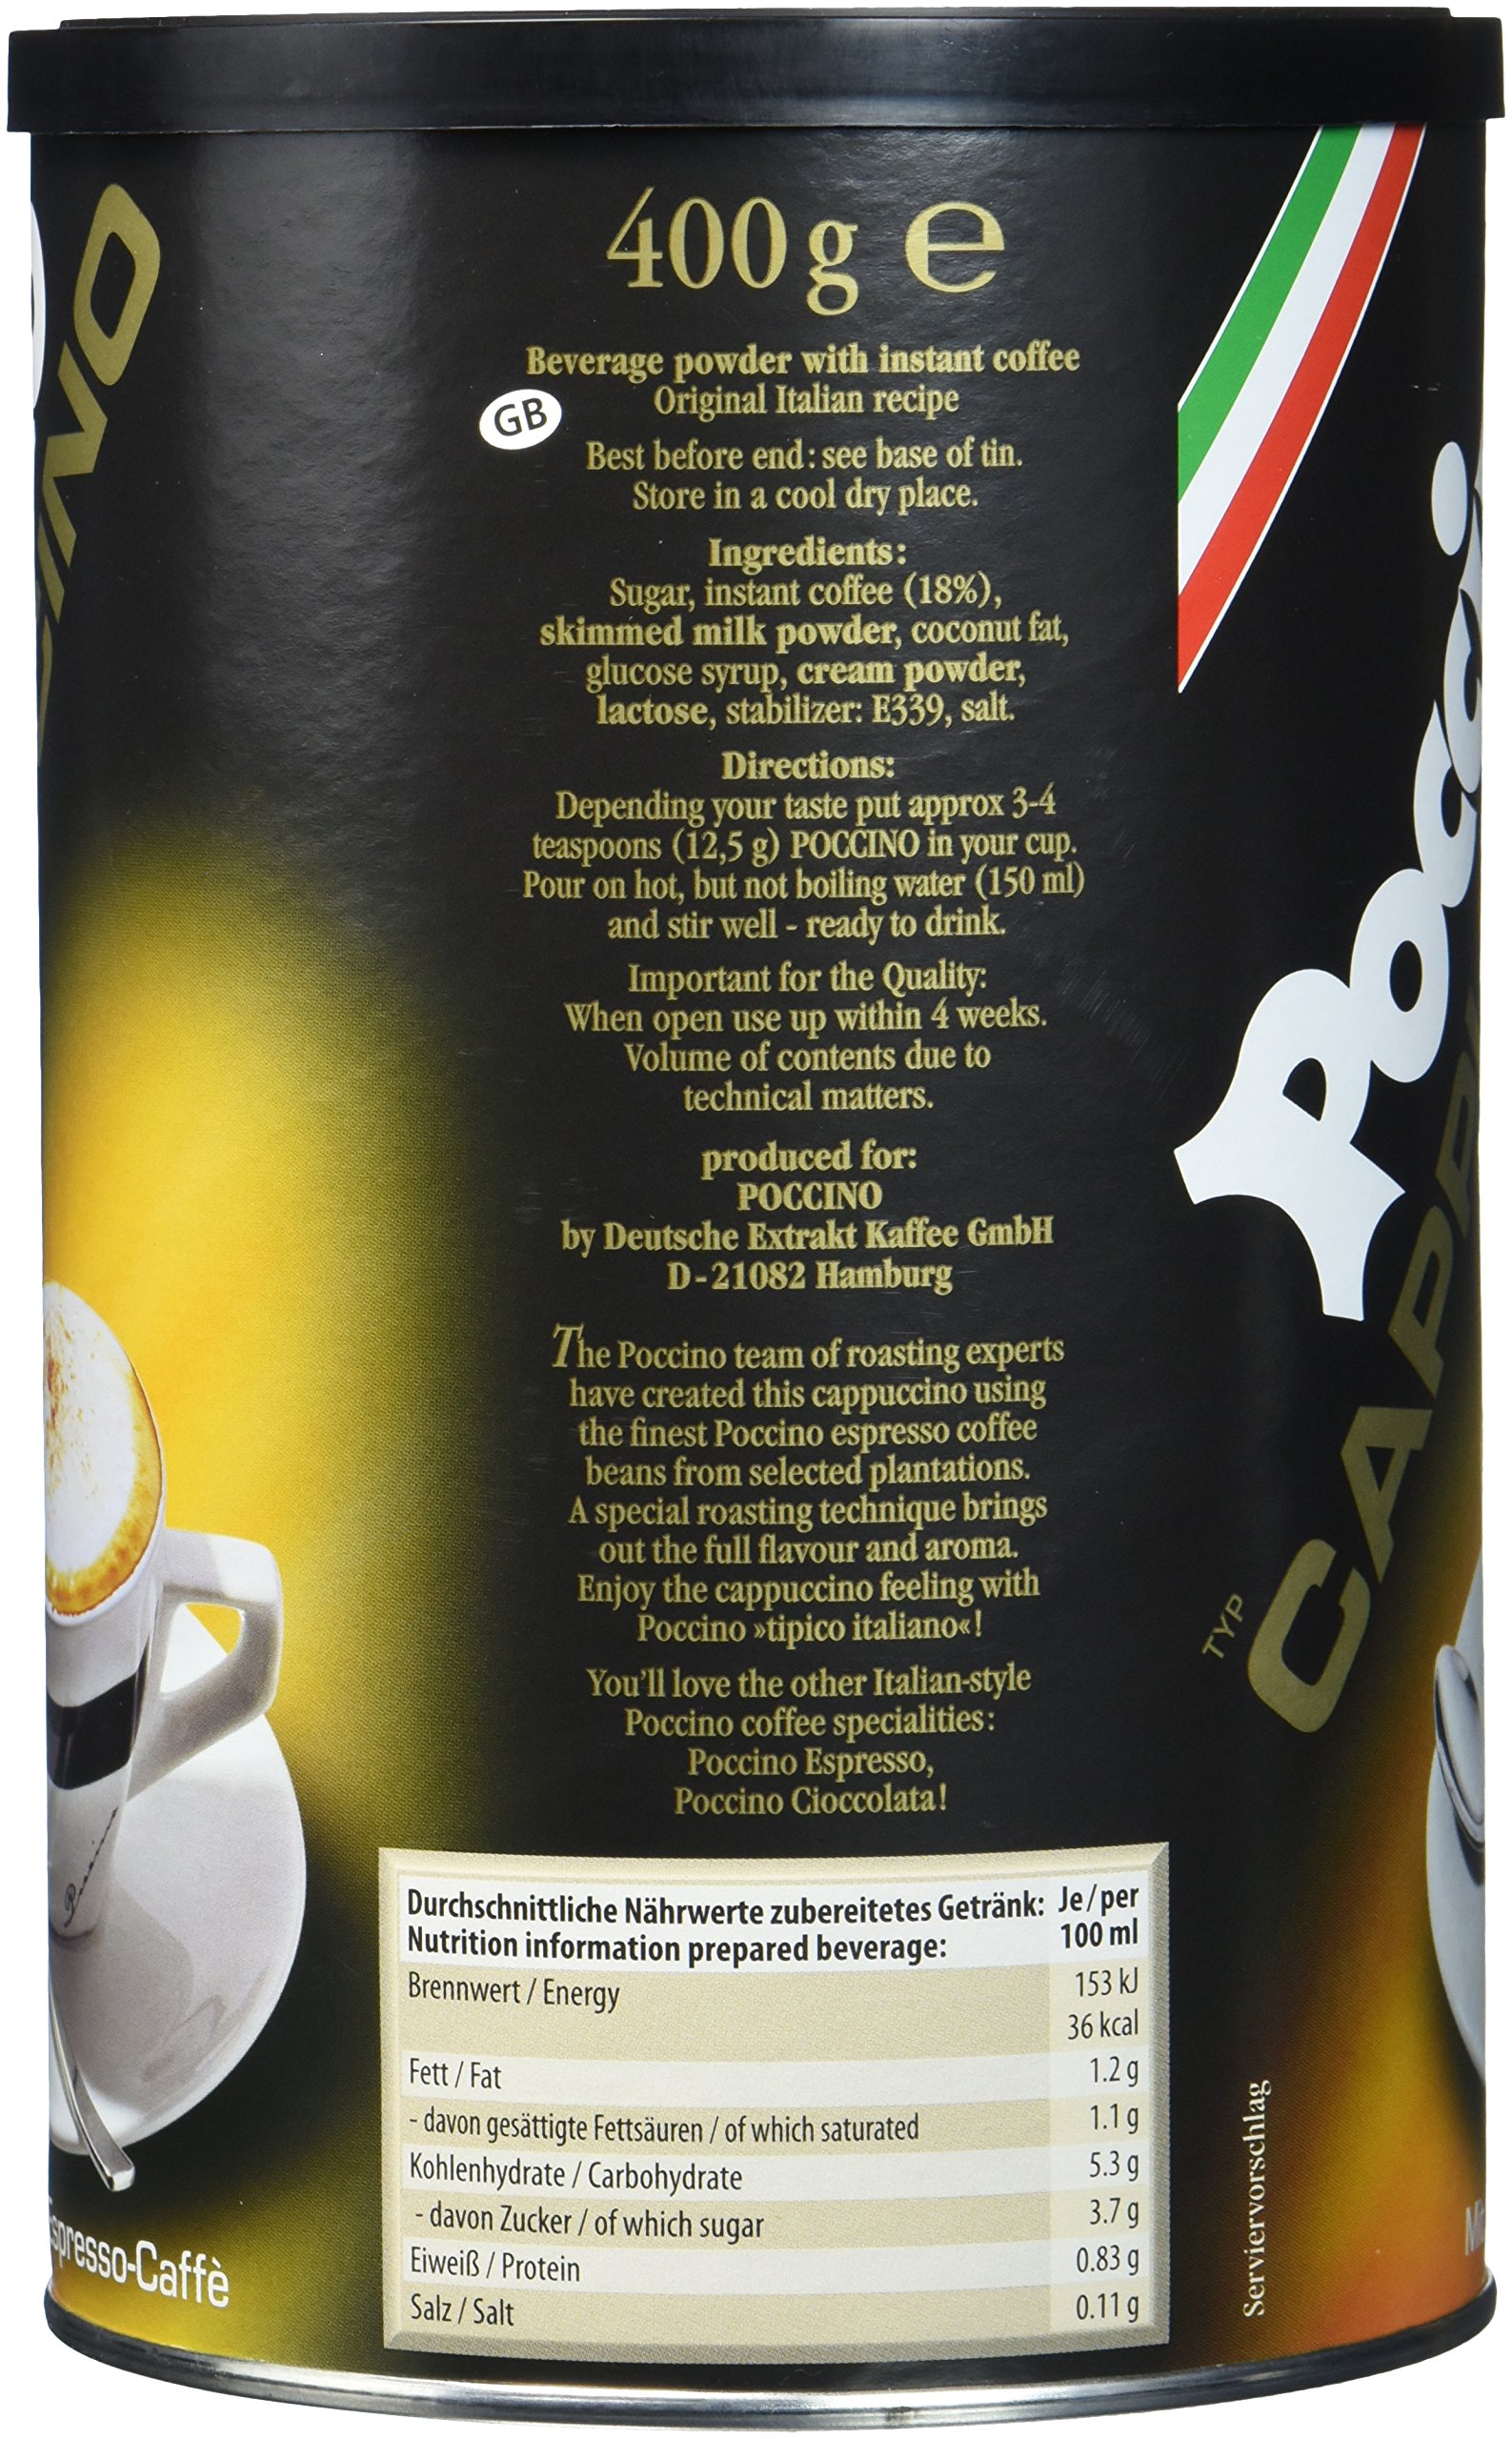 400 g ℮
Beverage powder with instant coffee
GB
Original Italian recipe
Best before end: see base of tin.
Store in a cool dry place.
Ingredients:
Sugar, instant coffee (18%),
skimmed milk powder, coconut fat,
glucose syrup, cream powder,
lactose, stabilizer: E339, salt.
Directions:
Depending your taste put approx 3-4
teaspoons (12,5 g) POCCINO in your cup.
Pour on hot, but not boiling water (150 ml)
and stir well - ready to drink.
Important for the Quality:
When open use up within 4 weeks.
Volume of contents due to
technical matters.
produced for:
POCCINO
by Deutsche Extrakt Kaffee GmbH
D-21082 Hamburg
The Poccino team of roasting experts
have created this cappuccino using
the finest Poccino espresso coffee
beans from selected plantations.
A special roasting technique brings
out the full flavour and aroma.
Enjoy the cappuccino feeling with
Poccino »tipico italiano«!
You'll love the other Italian-style
Poccino coffee specialities:
Poccino Espresso,
Poccino Cioccolata!
Durchschnittliche Nährwerte zubereitetes Getränk: Je/per
Nutrition information prepared beverage: 100 ml
Brennwert / Energy 153 kJ
36 kcal
Fett / Fat 1.2 g
- davon gesättigte Fettsäuren / of which saturated 1.1 g
Kohlenhydrate / Carbohydrate 5.3 g
- davon Zucker / of which sugar 3.7 g
Eiweiß / Protein 0.83 g
Salz / Salt 0.11 g
CINO
Espresso-Caffè
Pocci
TYP
CAPP
Serviervorschlag